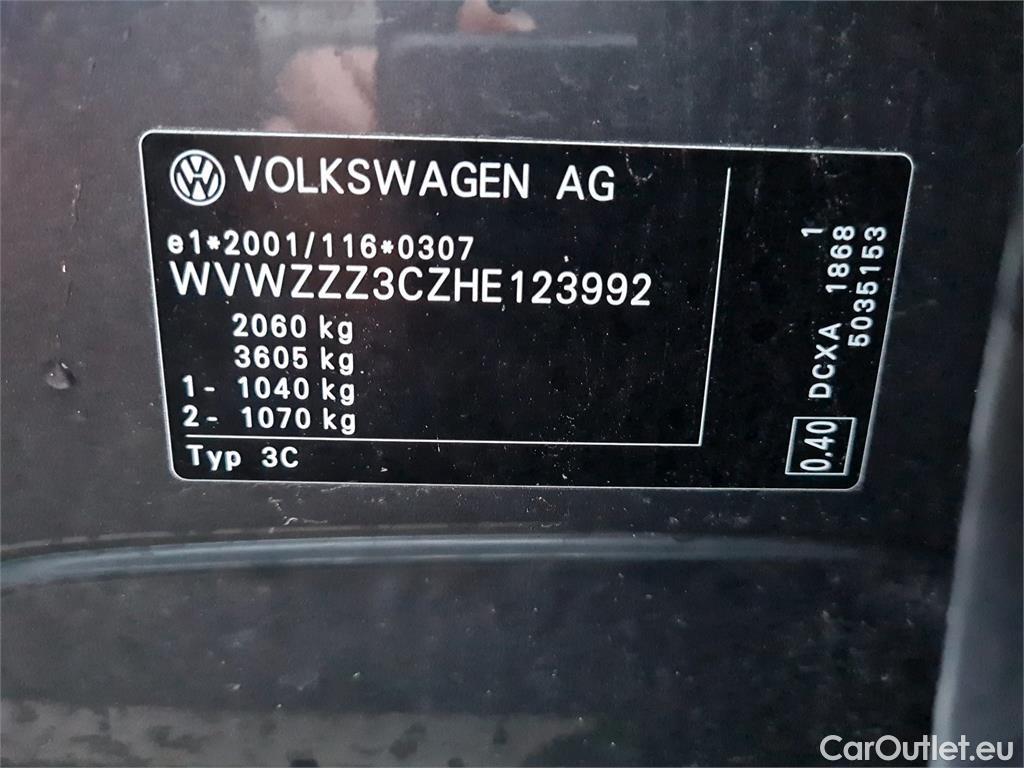 VOLKSWAGEN AG
e1*2001/116*0307
WVWZZZ3CZHE123992
2060 kg
3605 kg
1- 1040 kg
2- 1070 kg
Typ 3C
1
0.40 DCXA 1868
5035153
CarOutlet.eu